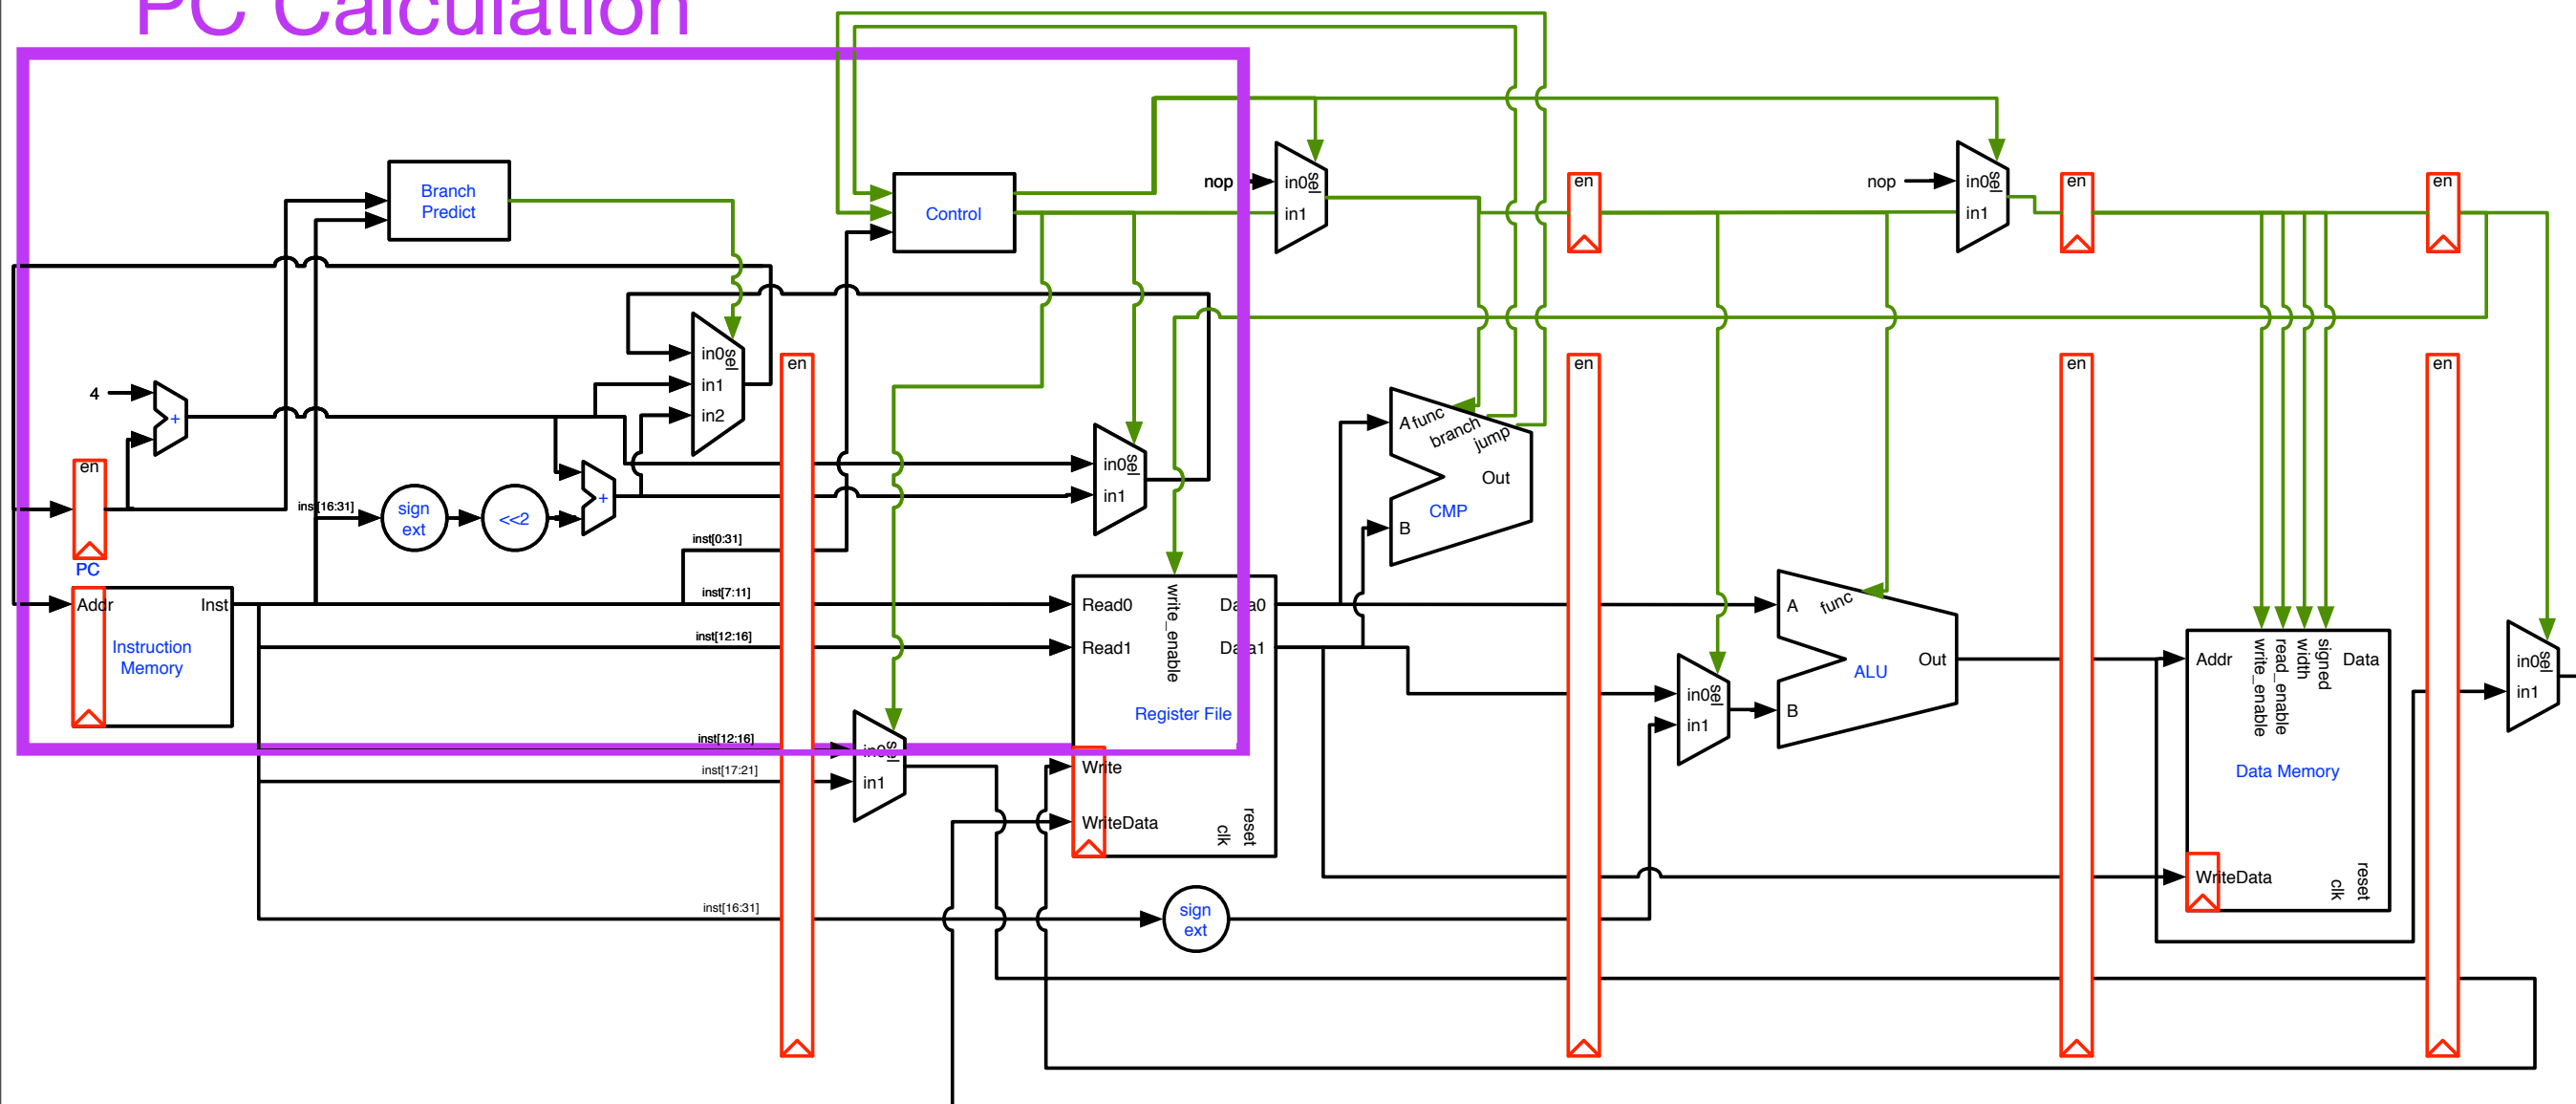 PC Calculation
Branch
Predict
Control
nop
in0
sel
in1
en
nop
in0
sel
in1
en
en
in0
sel
in1
in2
en
en
en
en
4
+
en
PC
inst[16:31]
sign
ext
<<2
+
in0
sel
in1
A
func
branch
jump
Out
CMP
B
inst[0:31]
inst[7:11]
inst[12:16]
Addr
Inst
Instruction
Memory
Read0
Read1
write_enable
Data0
Data1
Register File
Write
WriteData
clk
reset
inst[12:16]
inst[17:21]
in0
sel
in1
inst[16:31]
sign
ext
in0
sel
in1
A
func
Out
ALU
B
Addr
write_enable
read_enable
width
signed
Data
Data Memory
WriteData
clk
reset
in0
sel
in1